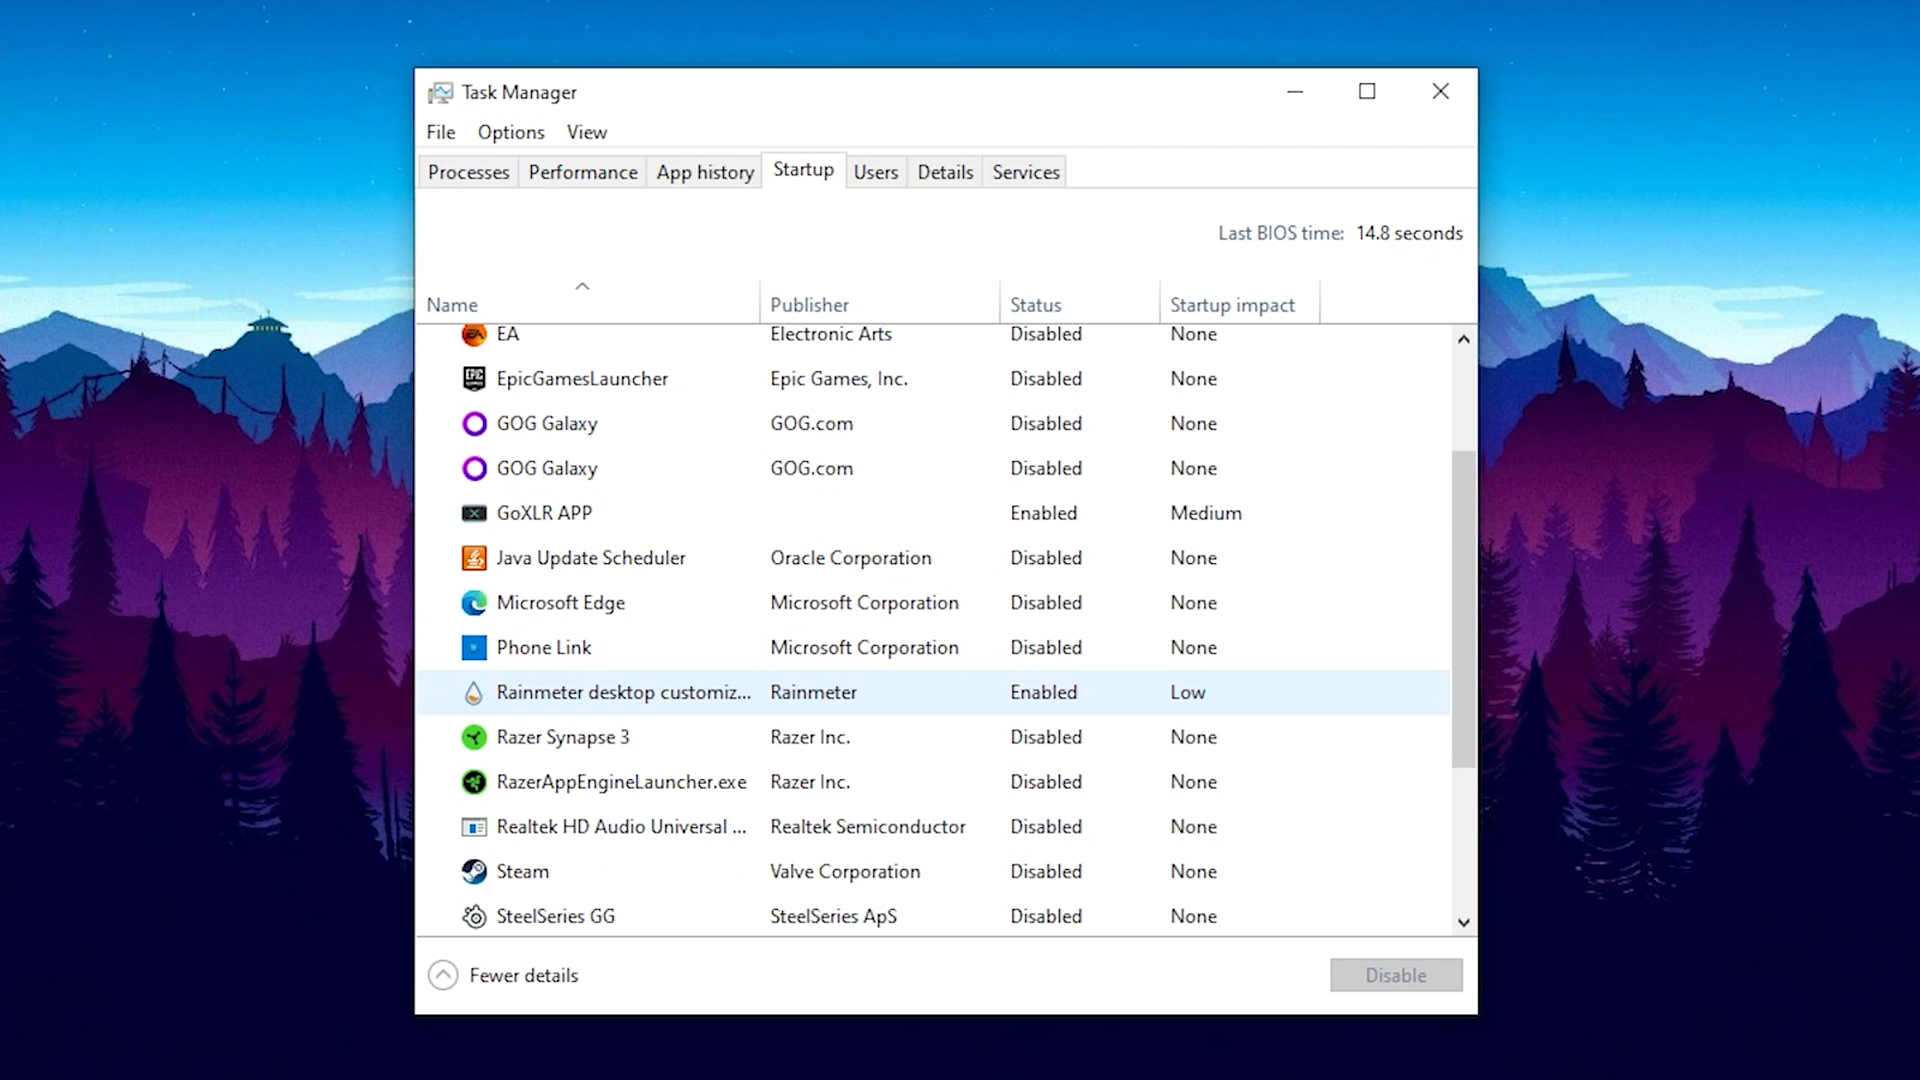 Task Manager
File Options View
Processes Performance App history Startup Users Details Services
Last BIOS time: 14.8 seconds
Name Publisher Status Startup impact
EA Electronic Arts Disabled None
EpicGamesLauncher Epic Games, Inc. Disabled None
GOG Galaxy GOG.com Disabled None
GOG Galaxy GOG.com Disabled None
GoXLR APP Enabled Medium
Java Update Scheduler Oracle Corporation Disabled None
Microsoft Edge Microsoft Corporation Disabled None
Phone Link Microsoft Corporation Disabled None
Rainmeter desktop customiz... Rainmeter Enabled Low
Razer Synapse 3 Razer Inc. Disabled None
RazerAppEngineLauncher.exe Razer Inc. Disabled None
Realtek HD Audio Universal ... Realtek Semiconductor Disabled None
Steam Valve Corporation Disabled None
SteelSeries GG SteelSeries ApS Disabled None
Fewer details Disable